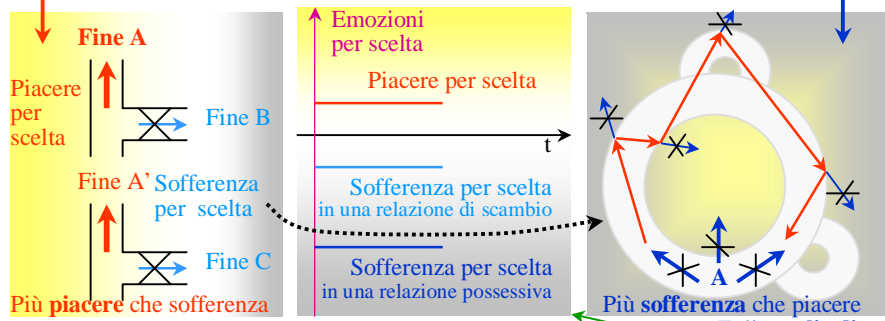 Fine A
Piacere
per
scelta
Fine B
Fine A’
Sofferenza
per scelta
Fine C
Più piacere che sofferenza
Emozioni
per scelta
Piacere per scelta
t
Sofferenza per scelta
in una relazione di scambio
Sofferenza per scelta
in una relazione possessiva
A
Più sofferenza che piacere